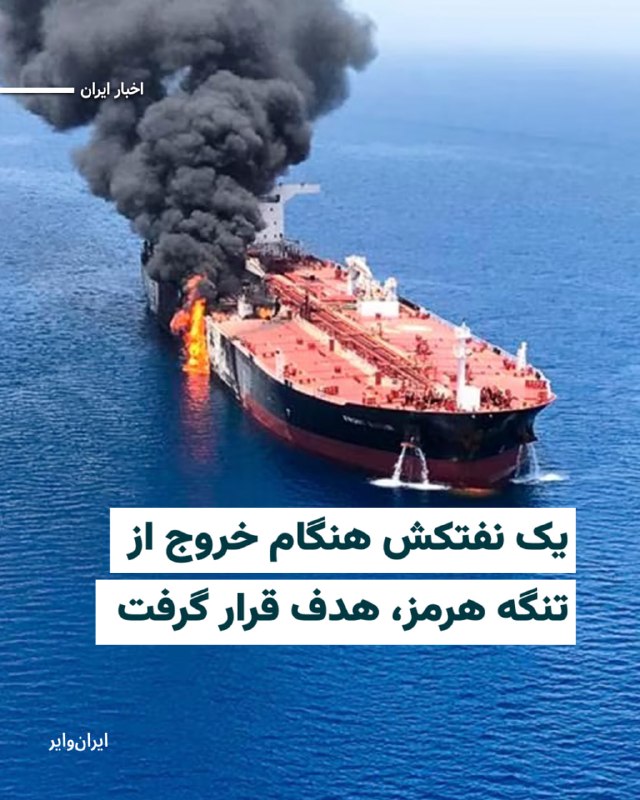 اخبار ایران
یک نفتکش هنگام خروج از
تنگه هرمز، هدف قرار گرفت
ایران‌وایر